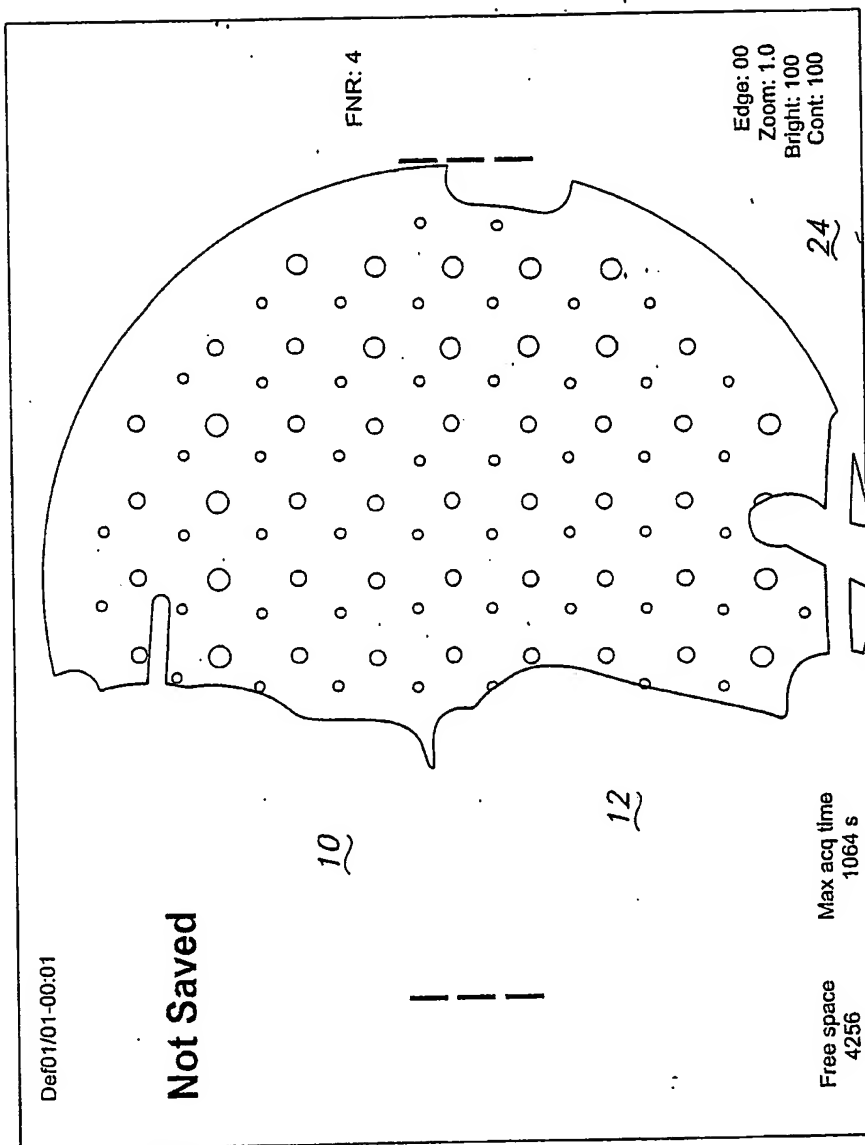 Def01/01-00:01
Not Saved
FNR: 4
10
12
24
Free space
4256
Max acq time
1064 s
Edge: 00
Zoom: 1.0
Bright: 100
Cont: 100